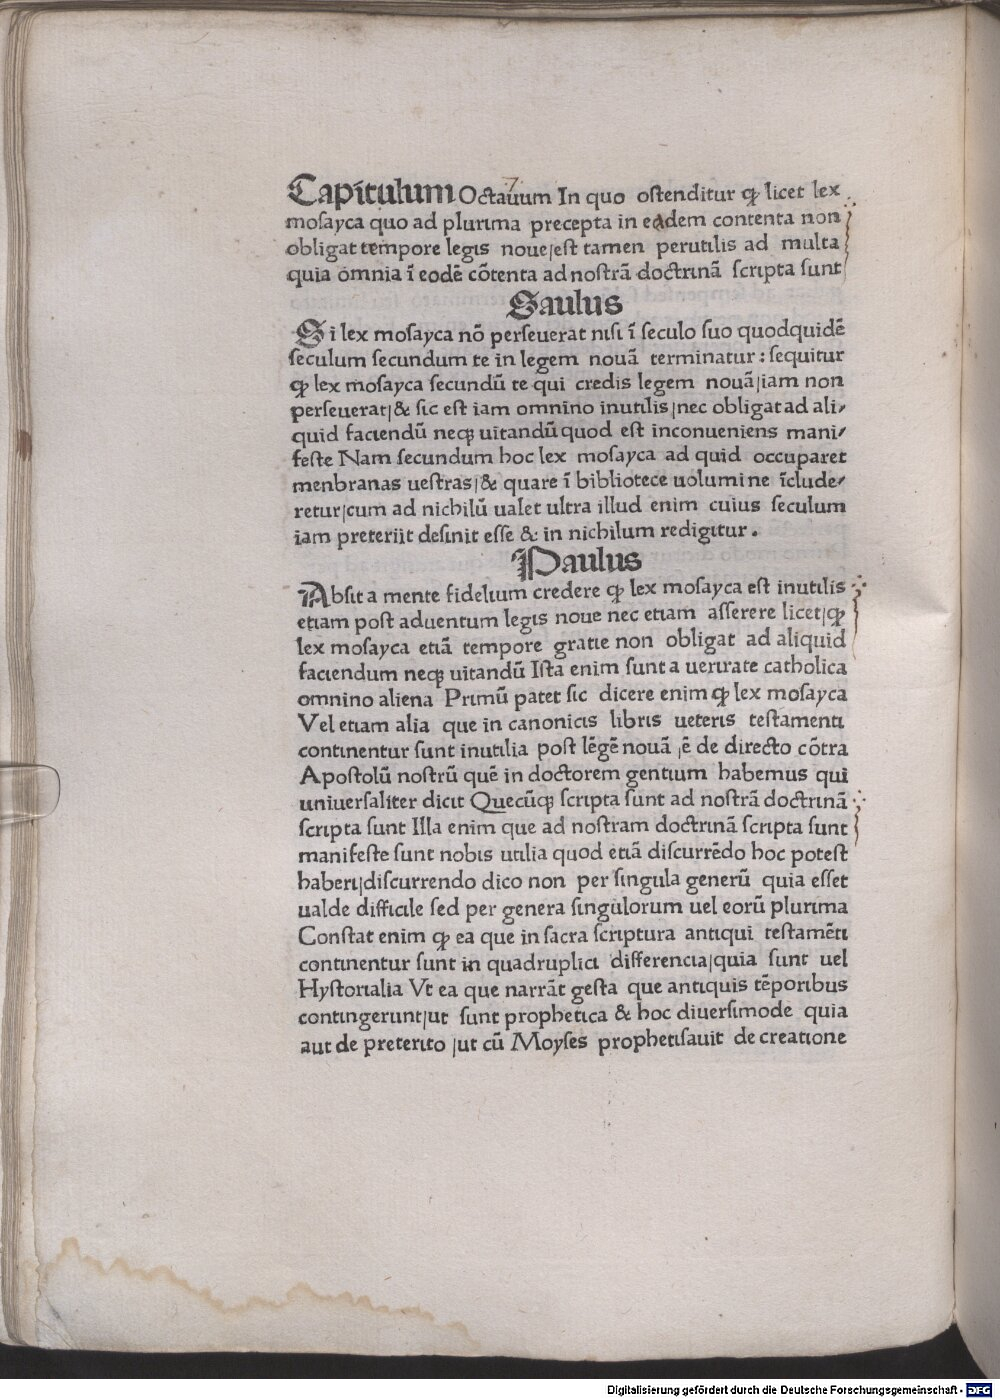 Capitulum Octauum In quo ostenditur ꝙ licet lex
mosayca quo ad plurima precepta in eadem contenta non
obligat tempore legis noue|est tamen perutilis ad multa
quia omnia ī eodē cōtenta ad nostrā doctrinā scripta sunt
Saulus
Si lex mosayca nō perseuerat nisi ī seculo suo quodquidē
seculum secundum te in legem nouā terminatur : sequitur
ꝙ lex mosayca secundū te qui credis legem nouā|iam non
perseuerat|& sic est iam omnino inutilis|nec obligat ad ali/
quid faciendū neqꝫ uitandū quod est inconueniens mani/
feste Nam secundum hoc lex mosayca ad quid occuparet
menbranas uestras|& quare ī bibliotece uolumine īclude/
retur|cum ad nichilū ualet ultra illud enim cuius seculum
iam preteriit desinit esse & in nichilum redigitur .
Paulus
Absit a mente fidelium credere ꝙ lex mosayca est inutilis
etiam post aduentum legis noue nec etiam asserere licet|ꝙ
lex mosayca etiā tempore gratie non obligat ad aliquid
faciendum neqꝫ uitandū Ista enim sunt a uerirate catholica
omnino aliena Primū patet sic dicere enim ꝙ lex mosayca
Vel etiam alia que in canonicis libris ueteris testamenti
continentur sunt inutilia post lēgē nouā |ē de directo cōtra
Apostolū nostrū quē in doctorem gentium habemus qui
uniuersaliter dicit Quecūqꝫ scripta sunt ad nostrā doctrinā
scripta sunt Illa enim que ad nostram doctrinā scripta sunt
manifeste sunt nobis utilia quod etiā discurrēdo hoc potest
haberi|discurrendo dico non per singula generū quia esset
ualde difficile sed per genera singulorum uel eorū plurima
Constat enim ꝙ ea que in sacra scriptura antiqui testamēti
continentur sunt in quadruplici differencia|quia sunt uel
Hystorialia Vt ea que narrāt gesta que antiquis tēporibus
contingerunt|ut sunt prophetica & hoc diuersimode quia
aut de preterito |ut cū Moyses prophetisauit de creatione
Digitalisierung gefördert durch die Deutsche Forschungsgemeinschaft - DFG